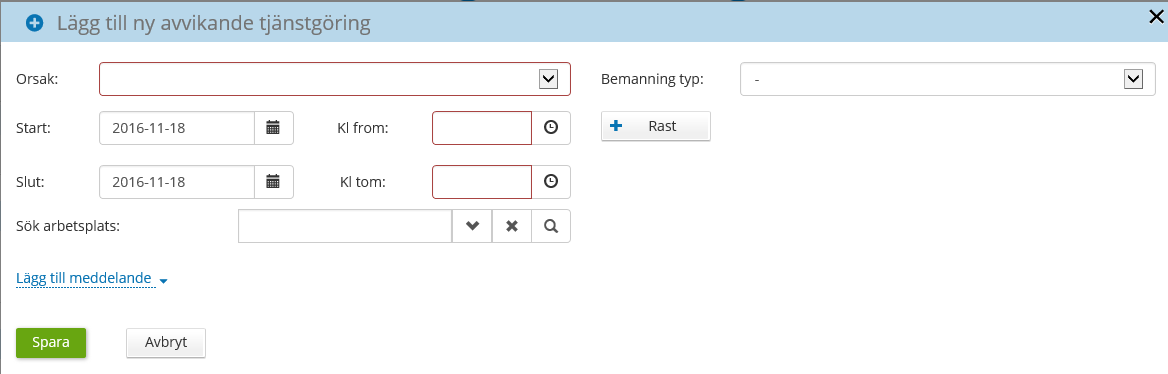 Lägg till ny avvikande tjänstgöring
Orsak:
Bemanning typ: -
Start: 2016-11-18 Kl from: Rast
Slut: 2016-11-18 Kl tom:
Sök arbetsplats:
Lägg till meddelande
Spara Avbryt